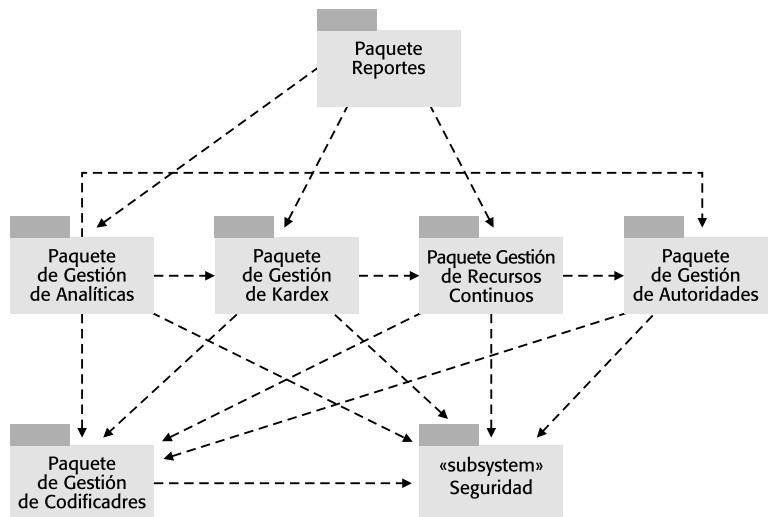 Paquete
Reportes
Paquete
de Gestión
de Analíticas
Paquete
de Gestión
de Kardex
Paquete Gestión
de Recursos
Continuos
Paquete
de Gestión
de Autoridades
Paquete
de Gestión
de Codificadres
«subsystem»
Seguridad